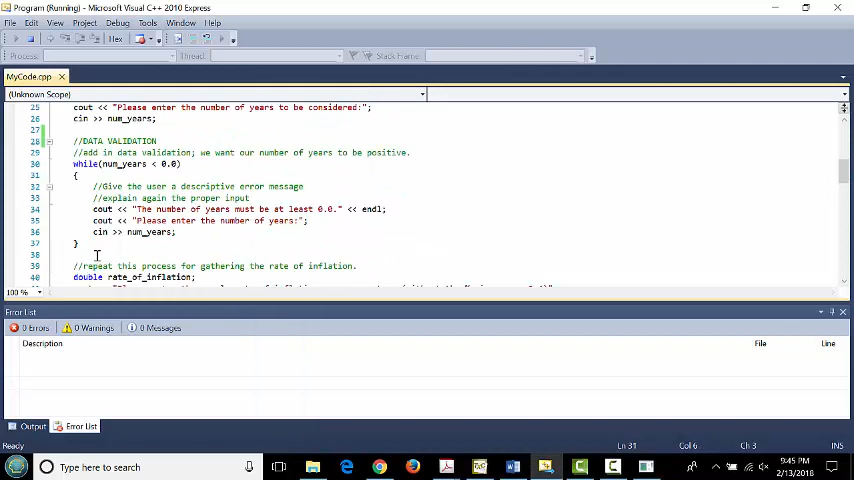 Program (Running) - Microsoft Visual C++ 2010 Express
File Edit View Project Debug Tools Window Help
Hex
Process: Thread: Stack Frame:
MyCode.cpp
(Unknown Scope)
25 cout << "Please enter the number of years to be considered:";
26 cin >> num_years;
27
28 //DATA VALIDATION
29 //add in data validation; we want our number of years to be positive.
30 while(num_years < 0.0)
31 {
32 //Give the user a descriptive error message
33 //explain again the proper input
34 cout << "The number of years must be at least 0.0." << endl;
35 cout << "Please enter the number of years:";
36 cin >> num_years;
37 }
38
39 //repeat this process for gathering the rate of inflation.
40 double rate_of_inflation;
100 %
Error List
0 Errors 0 Warnings 0 Messages
Description File Line
Output Error List
Ready Ln 31 Col 6 Ch 3 INS
Type here to search
9:45 PM
2/13/2018